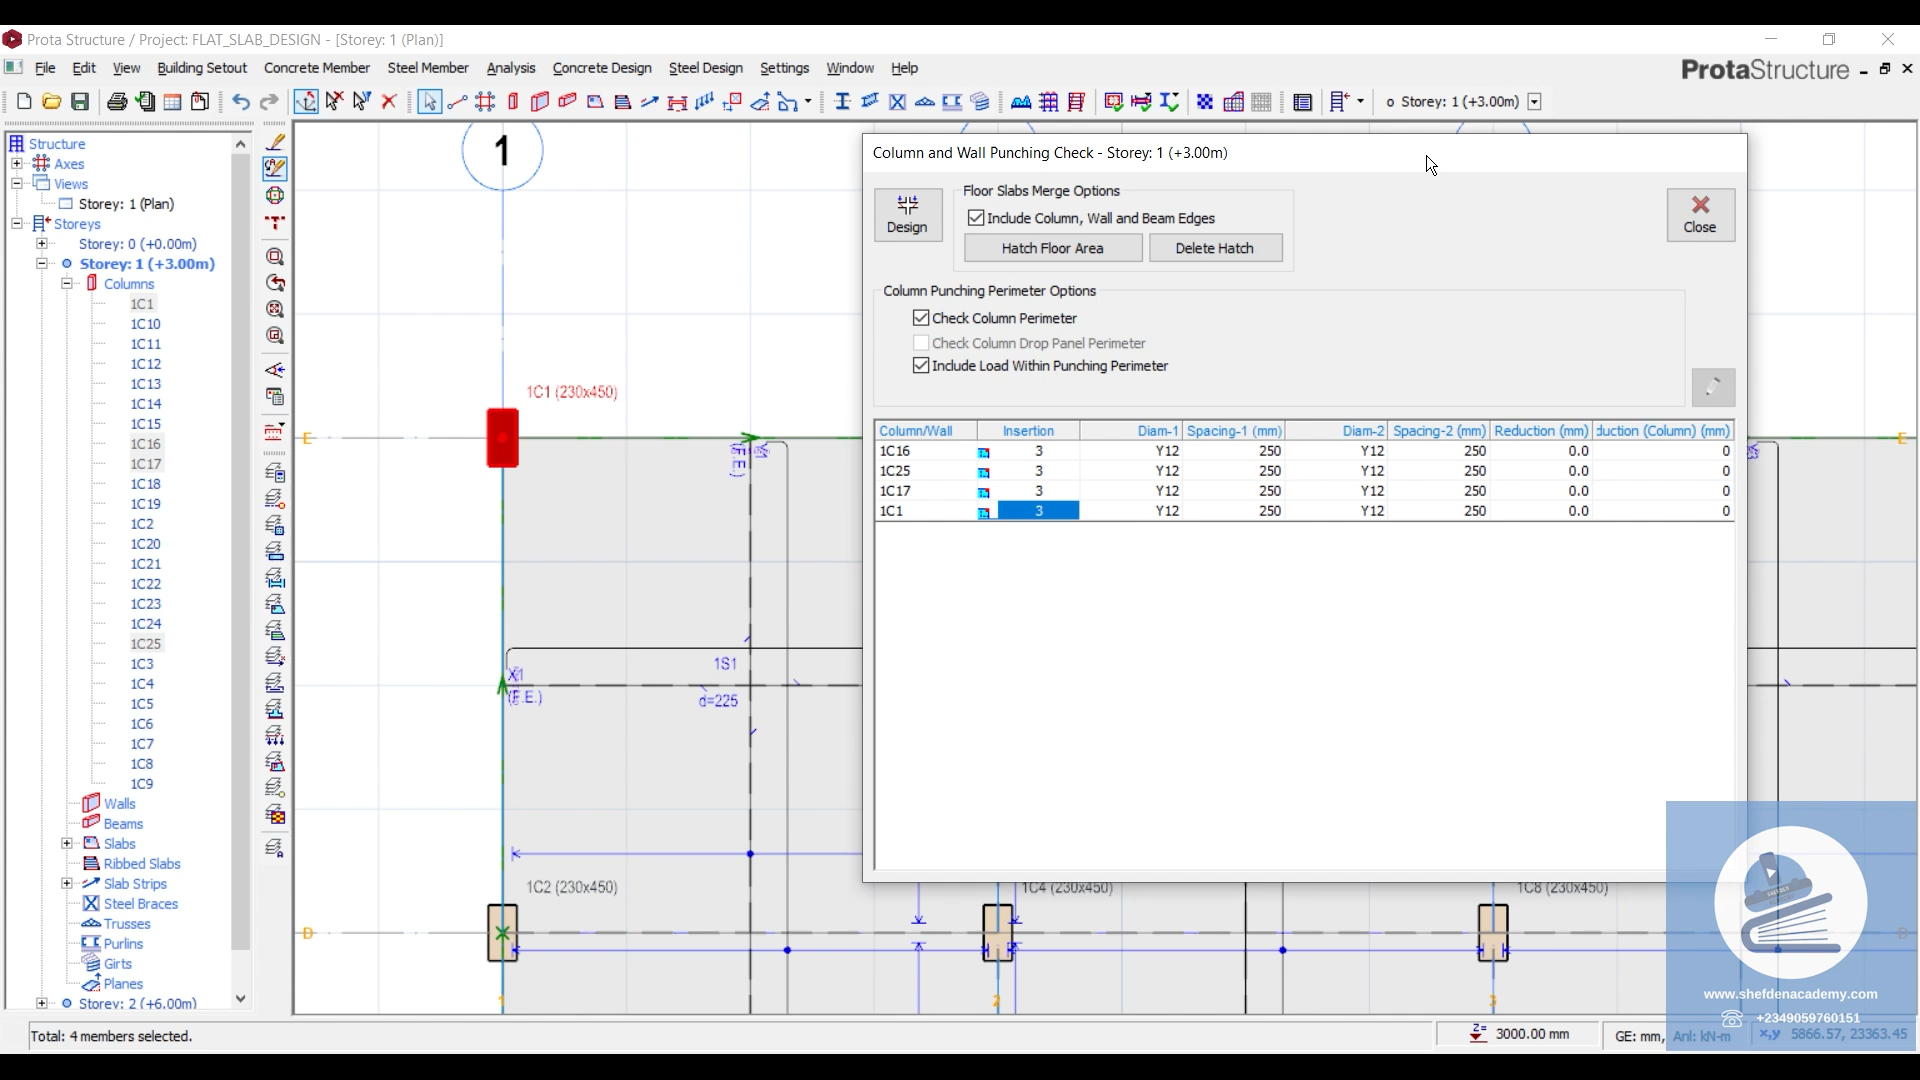 Prota Structure / Project: FLAT_SLAB_DESIGN - [Storey: 1 (Plan)]
File Edit View Building Setout Concrete Member Steel Member Analysis Concrete Design Steel Design Settings Window Help
ProtaStructure
Storey: 1 (+3.00m)
Structure
Axes
Views
Storey: 1 (Plan)
Storeys
Storey: 0 (+0.00m)
Storey: 1 (+3.00m)
Columns
1C1
1C10
1C11
1C12
1C13
1C14
1C15
1C16
1C17
1C18
1C19
1C2
1C20
1C21
1C22
1C23
1C24
1C25
1C3
1C4
1C5
1C6
1C7
1C8
1C9
Walls
Beams
Slabs
Ribbed Slabs
Slab Strips
Steel Braces
Trusses
Purlins
Girts
Planes
Storey: 2 (+6.00m)
1
1C1 (230x450)
E
E
(F.E.)
1S1
X1
(F.E.)
d=225
1C2 (230x450)
1C4 (230x450)
1C8 (230x450)
D
D
1
2
3
Column and Wall Punching Check - Storey: 1 (+3.00m)
Design
Floor Slabs Merge Options
Include Column, Wall and Beam Edges
Hatch Floor Area
Delete Hatch
Close
Column Punching Perimeter Options
Check Column Perimeter
Check Column Drop Panel Perimeter
Include Load Within Punching Perimeter
Column/Wall Insertion Diam-1 Spacing-1 (mm) Diam-2 Spacing-2 (mm) Reduction (mm) duction (Column) (mm)
1C16 3 Y12 250 Y12 250 0.0 0
1C25 3 Y12 250 Y12 250 0.0 0
1C17 3 Y12 250 Y12 250 0.0 0
1C1 3 Y12 250 Y12 250 0.0 0
www.shefdenacademy.com
+2349059760151
Total: 4 members selected.
Z= 3000.00 mm
GE: mm, Anl: kN-m
x,y 5866.57, 23363.45